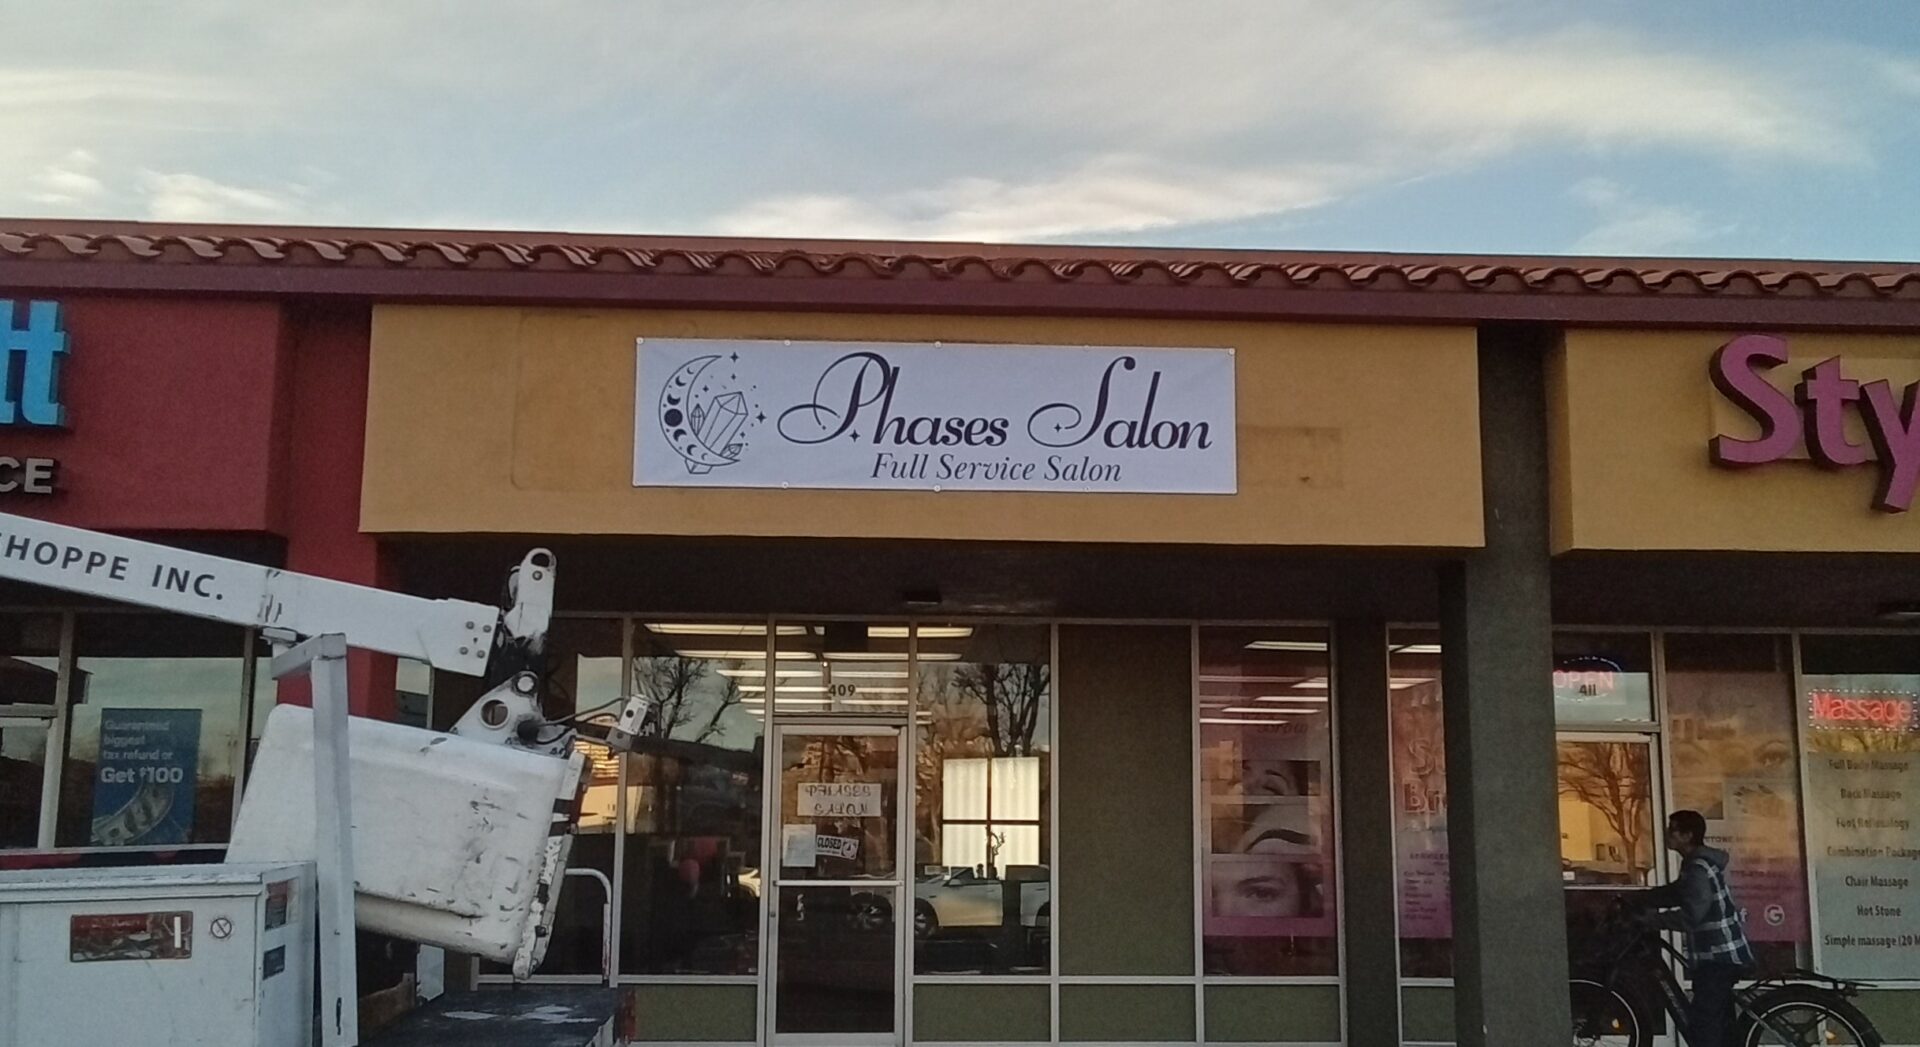 tt
CE
HOPPE INC.
Phases Salon
Full Service Salon
Sty
Guaranteed
biggest
tax refund or
Get $100
409
PHASES
SALON
CLOSED
OPEN
411
Massage
Full Body Massage
Back Massage
Foot Reflexology
Combination Package
Chair Massage
Hot Stone
Simple massage (20 M